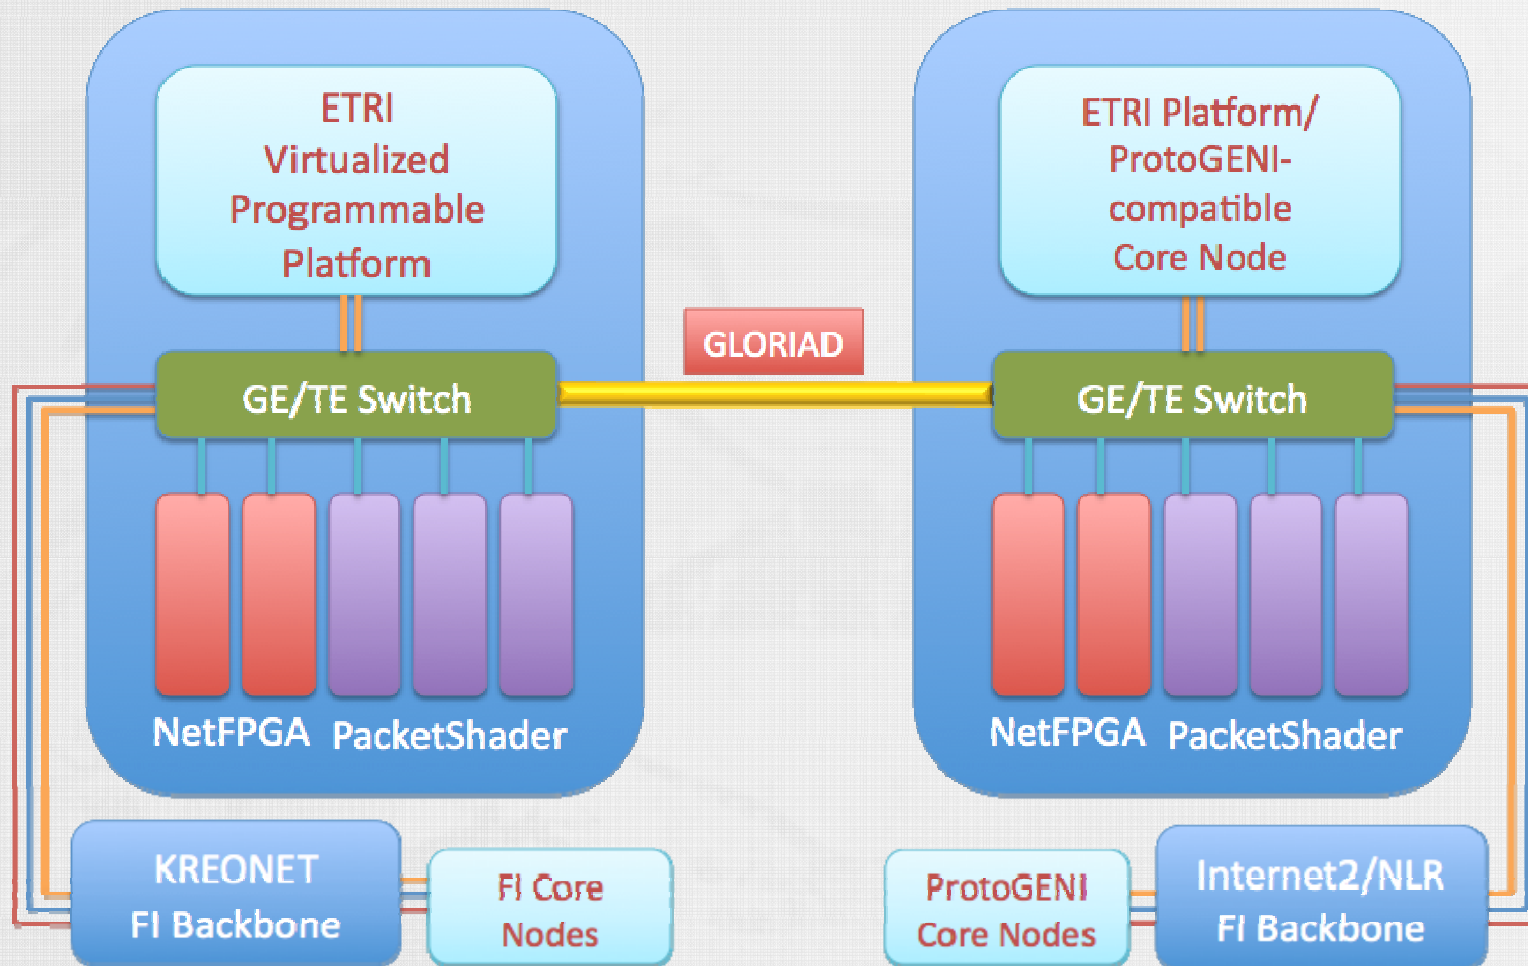 ETRI
Virtualized
Programmable
Platform
ETRI Platform/
ProtoGENI-
compatible
Core Node
GLORIAD
GE/TE Switch
GE/TE Switch
NetFPGA
PacketShader
NetFPGA
PacketShader
KREONET
FI Backbone
FI Core
Nodes
ProtoGENI
Core Nodes
Internet2/NLR
FI Backbone